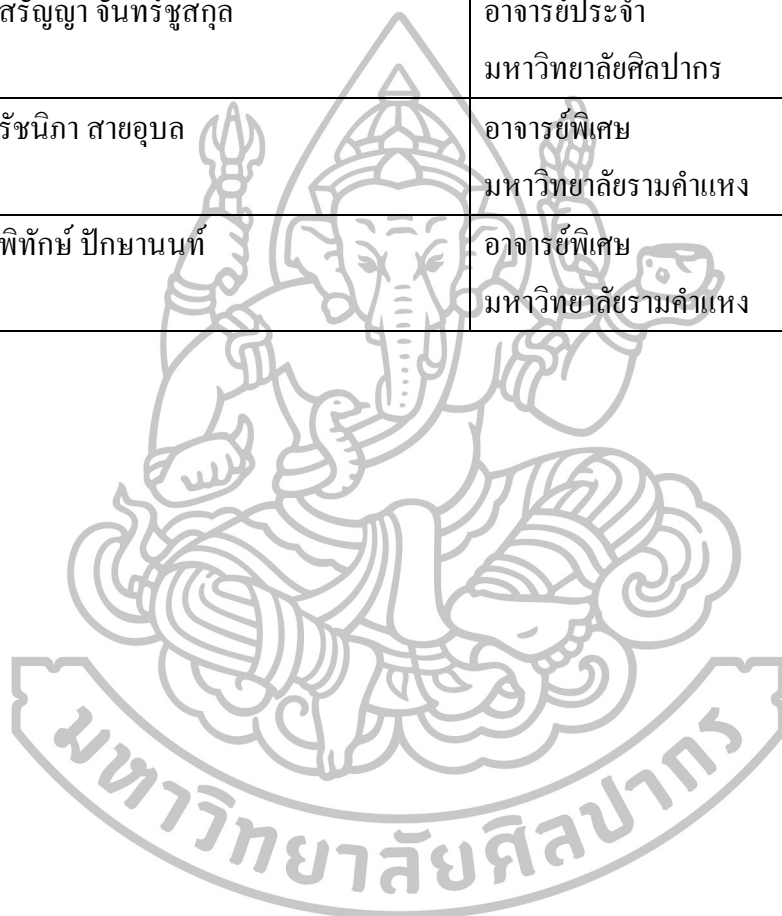 สรัญญา จันทร์ชูสกุล
อาจารย์ประจำ
มหาวิทยาลัยศิลปากร
รัชนิภา สายอุบล
อาจารย์พิเศษ
มหาวิทยาลัยรามคำแหง
พิทักษ์ ปักษานนท์
อาจารย์พิเศษ
มหาวิทยาลัยรามคำแหง
มหาวิทยาลัยศิลปากร